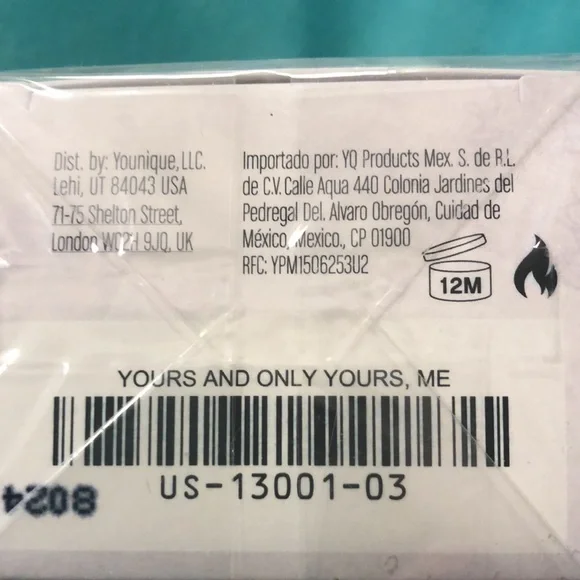 Dist. by: Younique, LLC.
Lehi, UT 84043 USA
71-75 Shelton Street,
London WC2H 9JQ, UK
Importado por: YQ Products Mex. S. de R.L.
de C.V. Calle Aqua 440 Colonia Jardines del
Pedregal Del. Alvaro Obregón, Cuidad de
México, Mexico., CP 01900
RFC: YPM1506253U2
12M
YOURS AND ONLY YOURS, ME
US-13001-03
8024